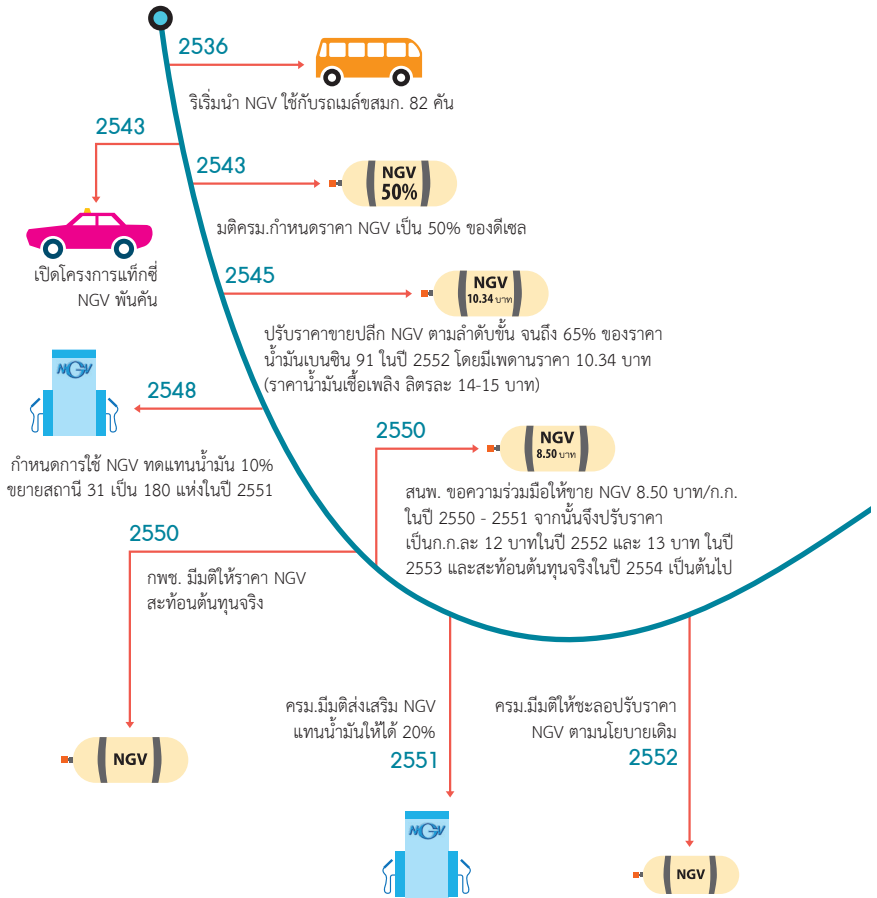 2536
ริเริ่มนำ NGV ใช้กับรถเมล์ขสมก. 82 คัน
2543
เปิดโครงการแท็กซี่
NGV พันคัน
2543
NGV
50%
มติครม.กำหนดราคา NGV เป็น 50% ของดีเซล
2545
NGV
10.34 บาท
ปรับราคาขายปลีก NGV ตามลำดับขั้น จนถึง 65% ของราคา
น้ำมันเบนซิน 91 ในปี 2552 โดยมีเพดานราคา 10.34 บาท
(ราคาน้ำมันเชื้อเพลิง ลิตรละ 14-15 บาท)
NGV
2548
กำหนดการใช้ NGV ทดแทนน้ำมัน 10%
ขยายสถานี 31 เป็น 180 แห่งในปี 2551
2550
NGV
8.50 บาท
สนพ. ขอความร่วมมือให้ขาย NGV 8.50 บาท/ก.ก.
ในปี 2550 - 2551 จากนั้นจึงปรับราคา
เป็นก.ก.ละ 12 บาทในปี 2552 และ 13 บาท ในปี
2553 และสะท้อนต้นทุนจริงในปี 2554 เป็นต้นไป
2550
กพช. มีมติให้ราคา NGV
สะท้อนต้นทุนจริง
NGV
ครม.มีมติส่งเสริม NGV
แทนน้ำมันให้ได้ 20%
2551
NGV
ครม.มีมติให้ชะลอปรับราคา
NGV ตามนโยบายเดิม
2552
NGV